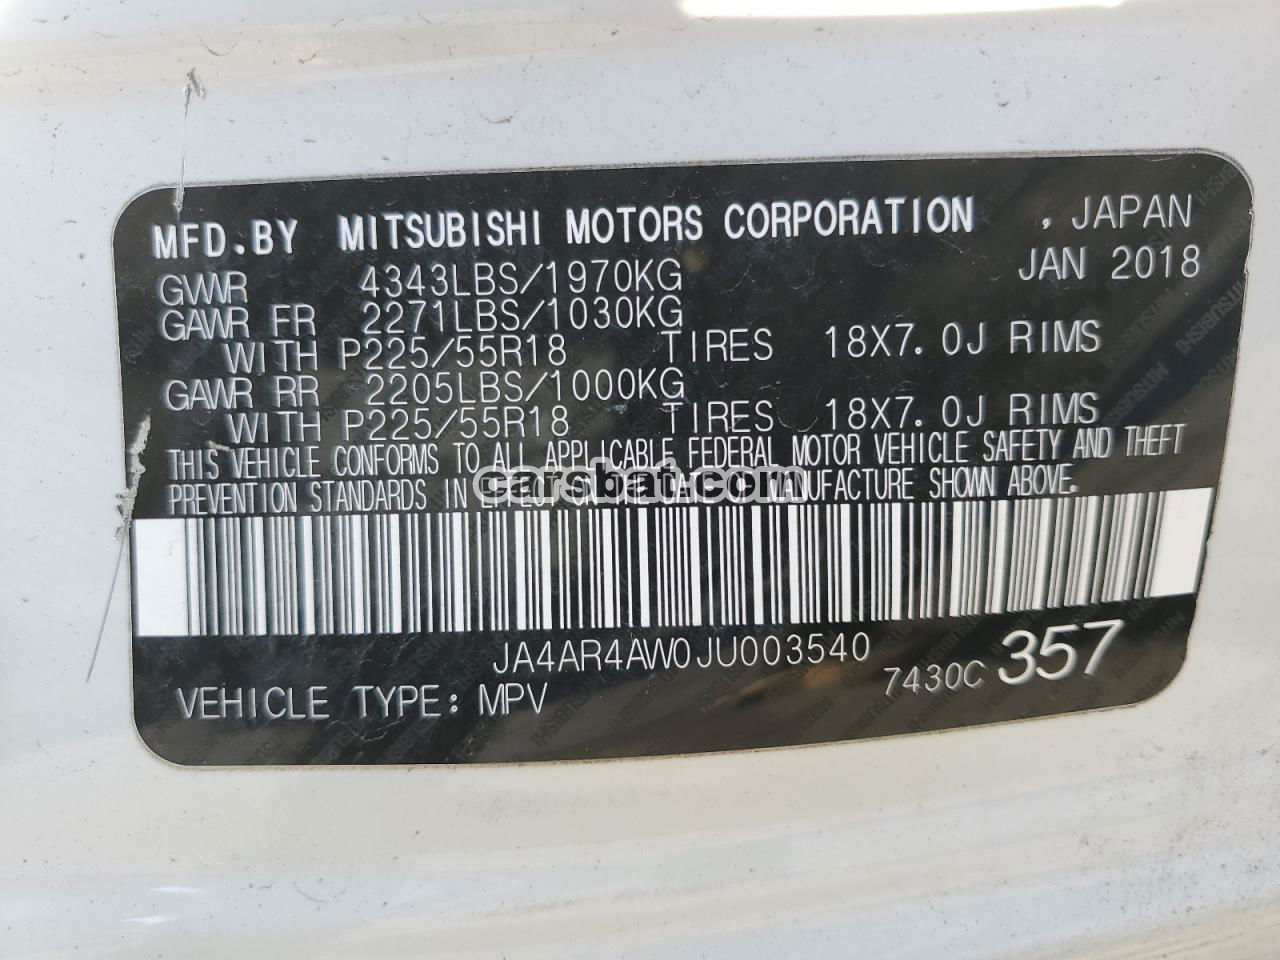 MFD.BY MITSUBISHI MOTORS CORPORATION , JAPAN
JAN 2018
GVWR 4343LBS/1970KG
GAWR FR 2271LBS/1030KG
WITH P225/55R18 TIRES 18X7.0J RIMS
GAWR RR 2205LBS/1000KG
WITH P225/55R18 TIRES 18X7.0J RIMS
THIS VEHICLE CONFORMS TO ALL APPLICABLE FEDERAL MOTOR VEHICLE SAFETY AND THEFT
PREVENTION STANDARDS IN EFFECT ON THE DATE OF MANUFACTURE SHOWN ABOVE.
carsbat.com
JA4AR4AW0JU003540
7430C 357
VEHICLE TYPE: MPV